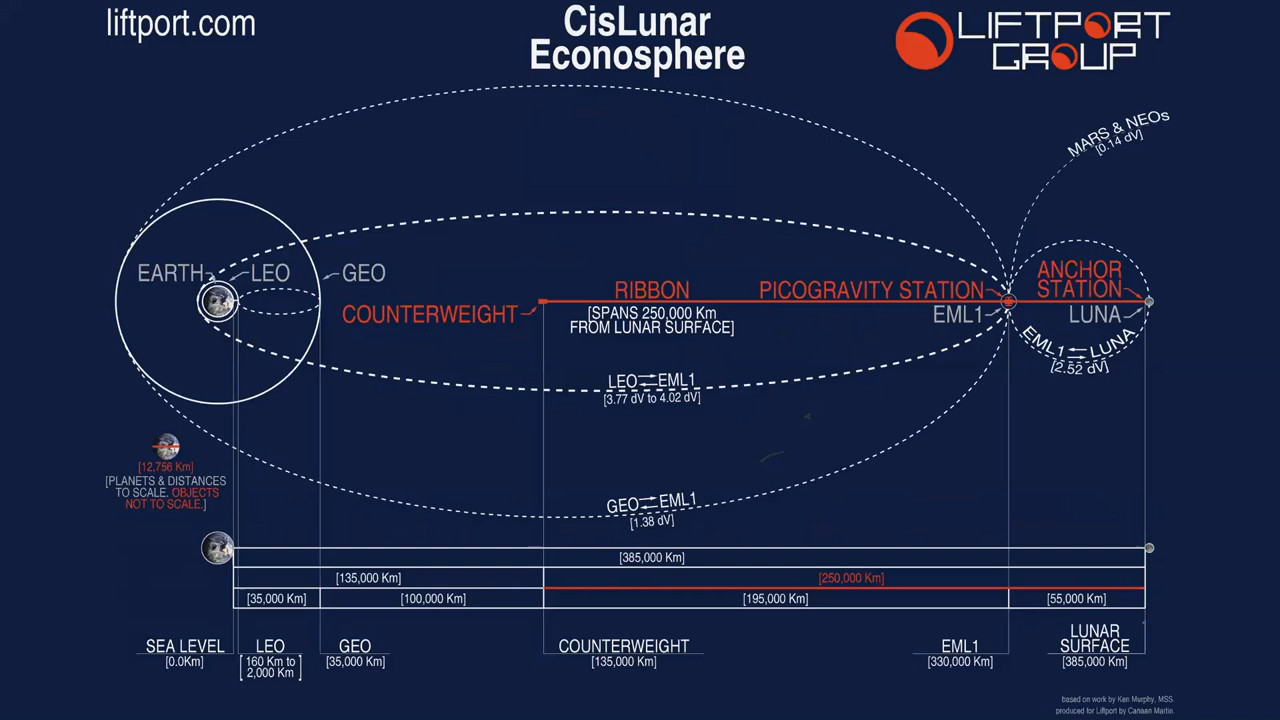 liftport.com
CisLunar
Econosphere
LIFTPORT
GROUP
MARS & NEOs
[0.14 dV]
EARTH
LEO
GEO
COUNTERWEIGHT
RIBBON
[SPANS 250,000 Km
FROM LUNAR SURFACE]
PICOGRAVITY STATION
EML1
ANCHOR
STATION
LUNA
EML1 ⇄ LUNA
[2.52 dV]
LEO ⇄ EML1
[3.77 dV to 4.02 dV]
GEO ⇄ EML1
[1.38 dV]
[12,756 Km]
[PLANETS & DISTANCES
TO SCALE. OBJECTS
NOT TO SCALE.]
[385,000 Km]
[135,000 Km]
[250,000 Km]
[35,000 Km]
[100,000 Km]
[195,000 Km]
[55,000 Km]
SEA LEVEL
[0.0Km]
LEO
[160 Km to
2,000 Km]
GEO
[35,000 Km]
COUNTERWEIGHT
[135,000 Km]
EML1
[330,000 Km]
LUNAR
SURFACE
[385,000 Km]
based on work by Ken Murphy, MSS.
produced for Liftport by Canaan Martin.